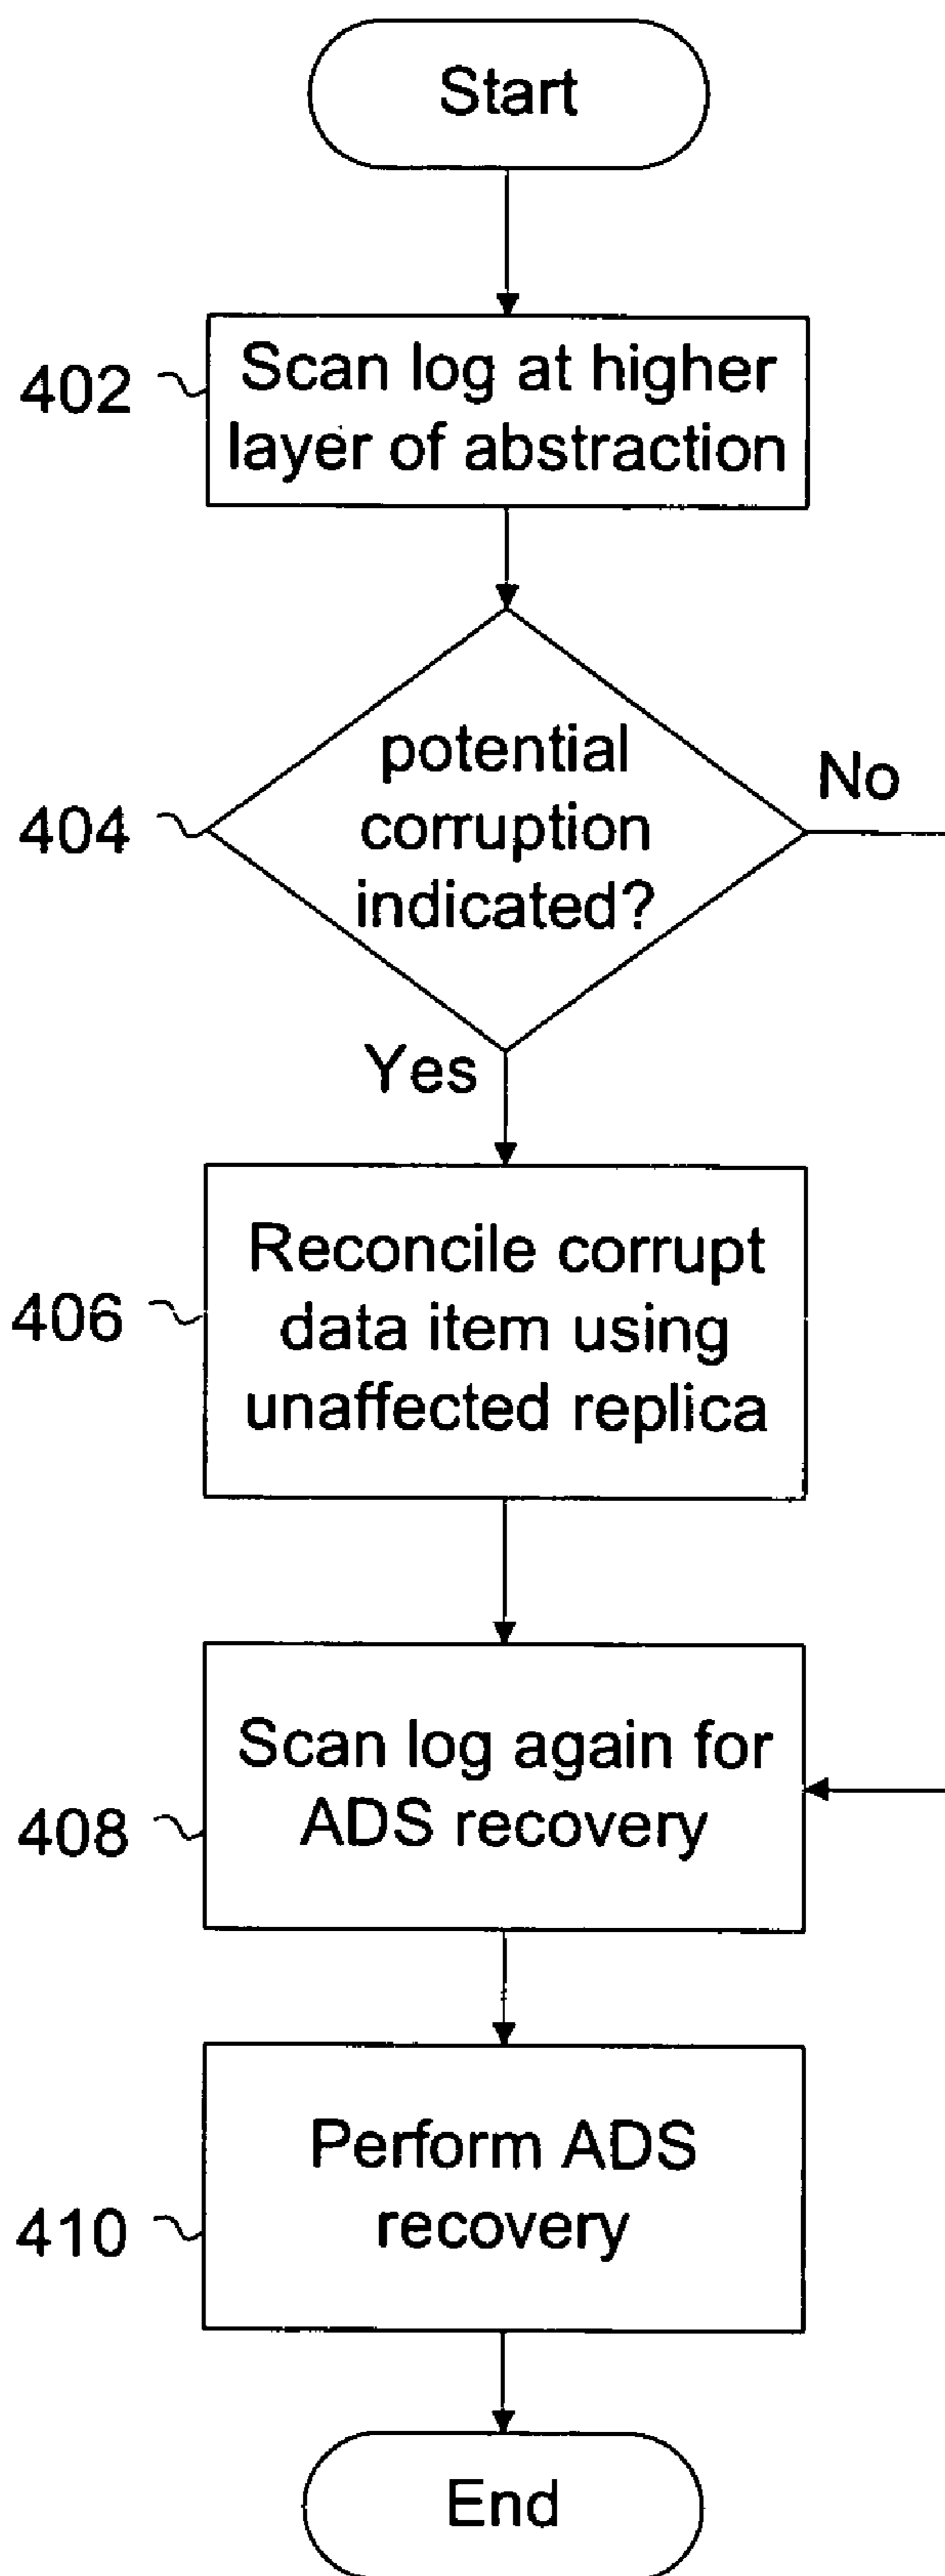 Start
402
Scan log at higher
layer of abstraction
404
potential
corruption
indicated?
No
Yes
406
Reconcile corrupt
data item using
unaffected replica
408
Scan log again for
ADS recovery
410
Perform ADS
recovery
End